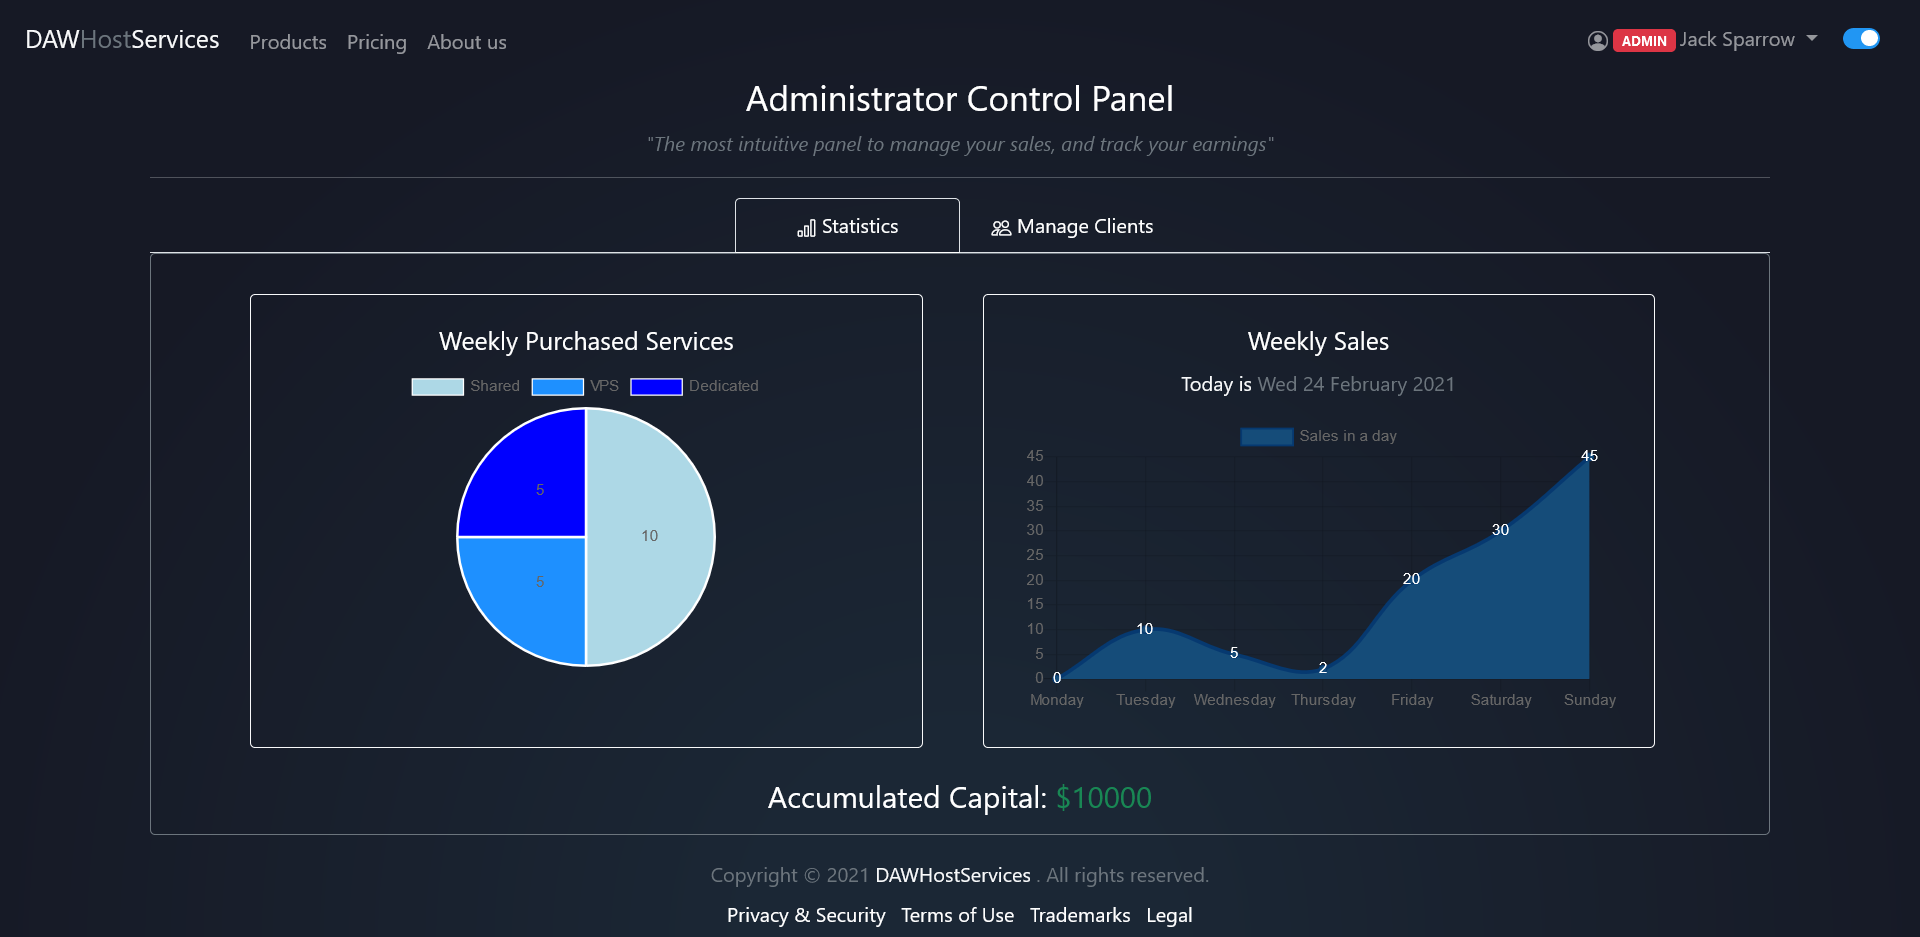 DAWHostServices Products Pricing About us ADMIN Jack Sparrow
Administrator Control Panel
"The most intuitive panel to manage your sales, and track your earnings"
Statistics Manage Clients
Weekly Purchased Services
Shared VPS Dedicated
5
10
5
Weekly Sales
Today is Wed 24 February 2021
Sales in a day
45
40
35
30
25
20
15
10
5
0
0 10 5 2 20 30 45
Monday Tuesday Wednesday Thursday Friday Saturday Sunday
Accumulated Capital: $10000
Copyright © 2021 DAWHostServices . All rights reserved.
Privacy & Security Terms of Use Trademarks Legal